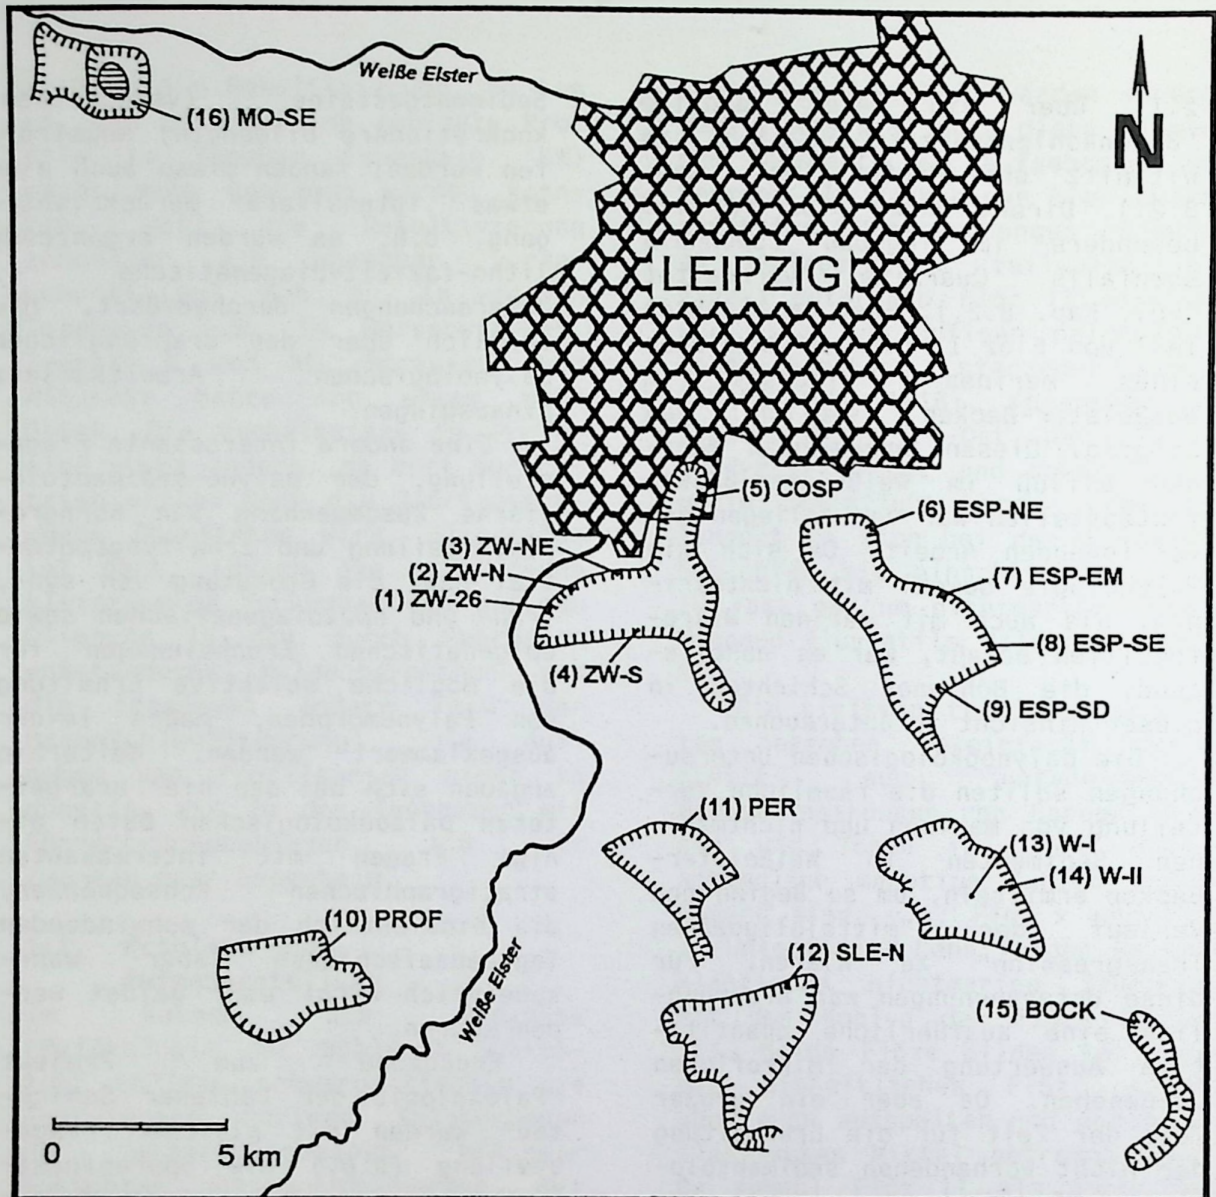 Weiße Elster
(16) MO-SE
N
LEIPZIG
(5) COSP
(6) ESP-NE
(3) ZW-NE
(2) ZW-N
(7) ESP-EM
(1) ZW-26
(8) ESP-SE
(4) ZW-S
(9) ESP-SD
(11) PER
(13) W-I
(14) W-II
(10) PROF
(12) SLE-N
Weiße Elster
(15) BOCK
0 5 km